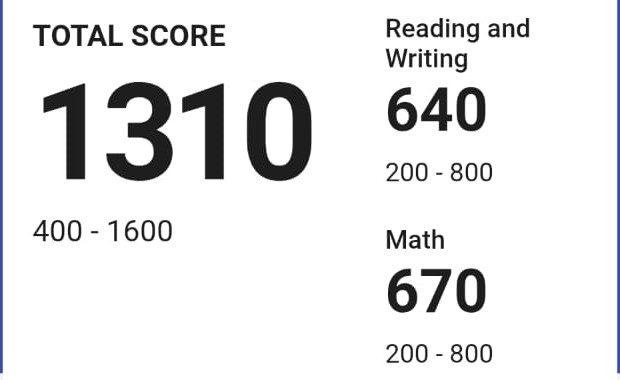 TOTAL SCORE
1310
400 - 1600
Reading and
Writing
640
200 - 800
Math
670
200 - 800